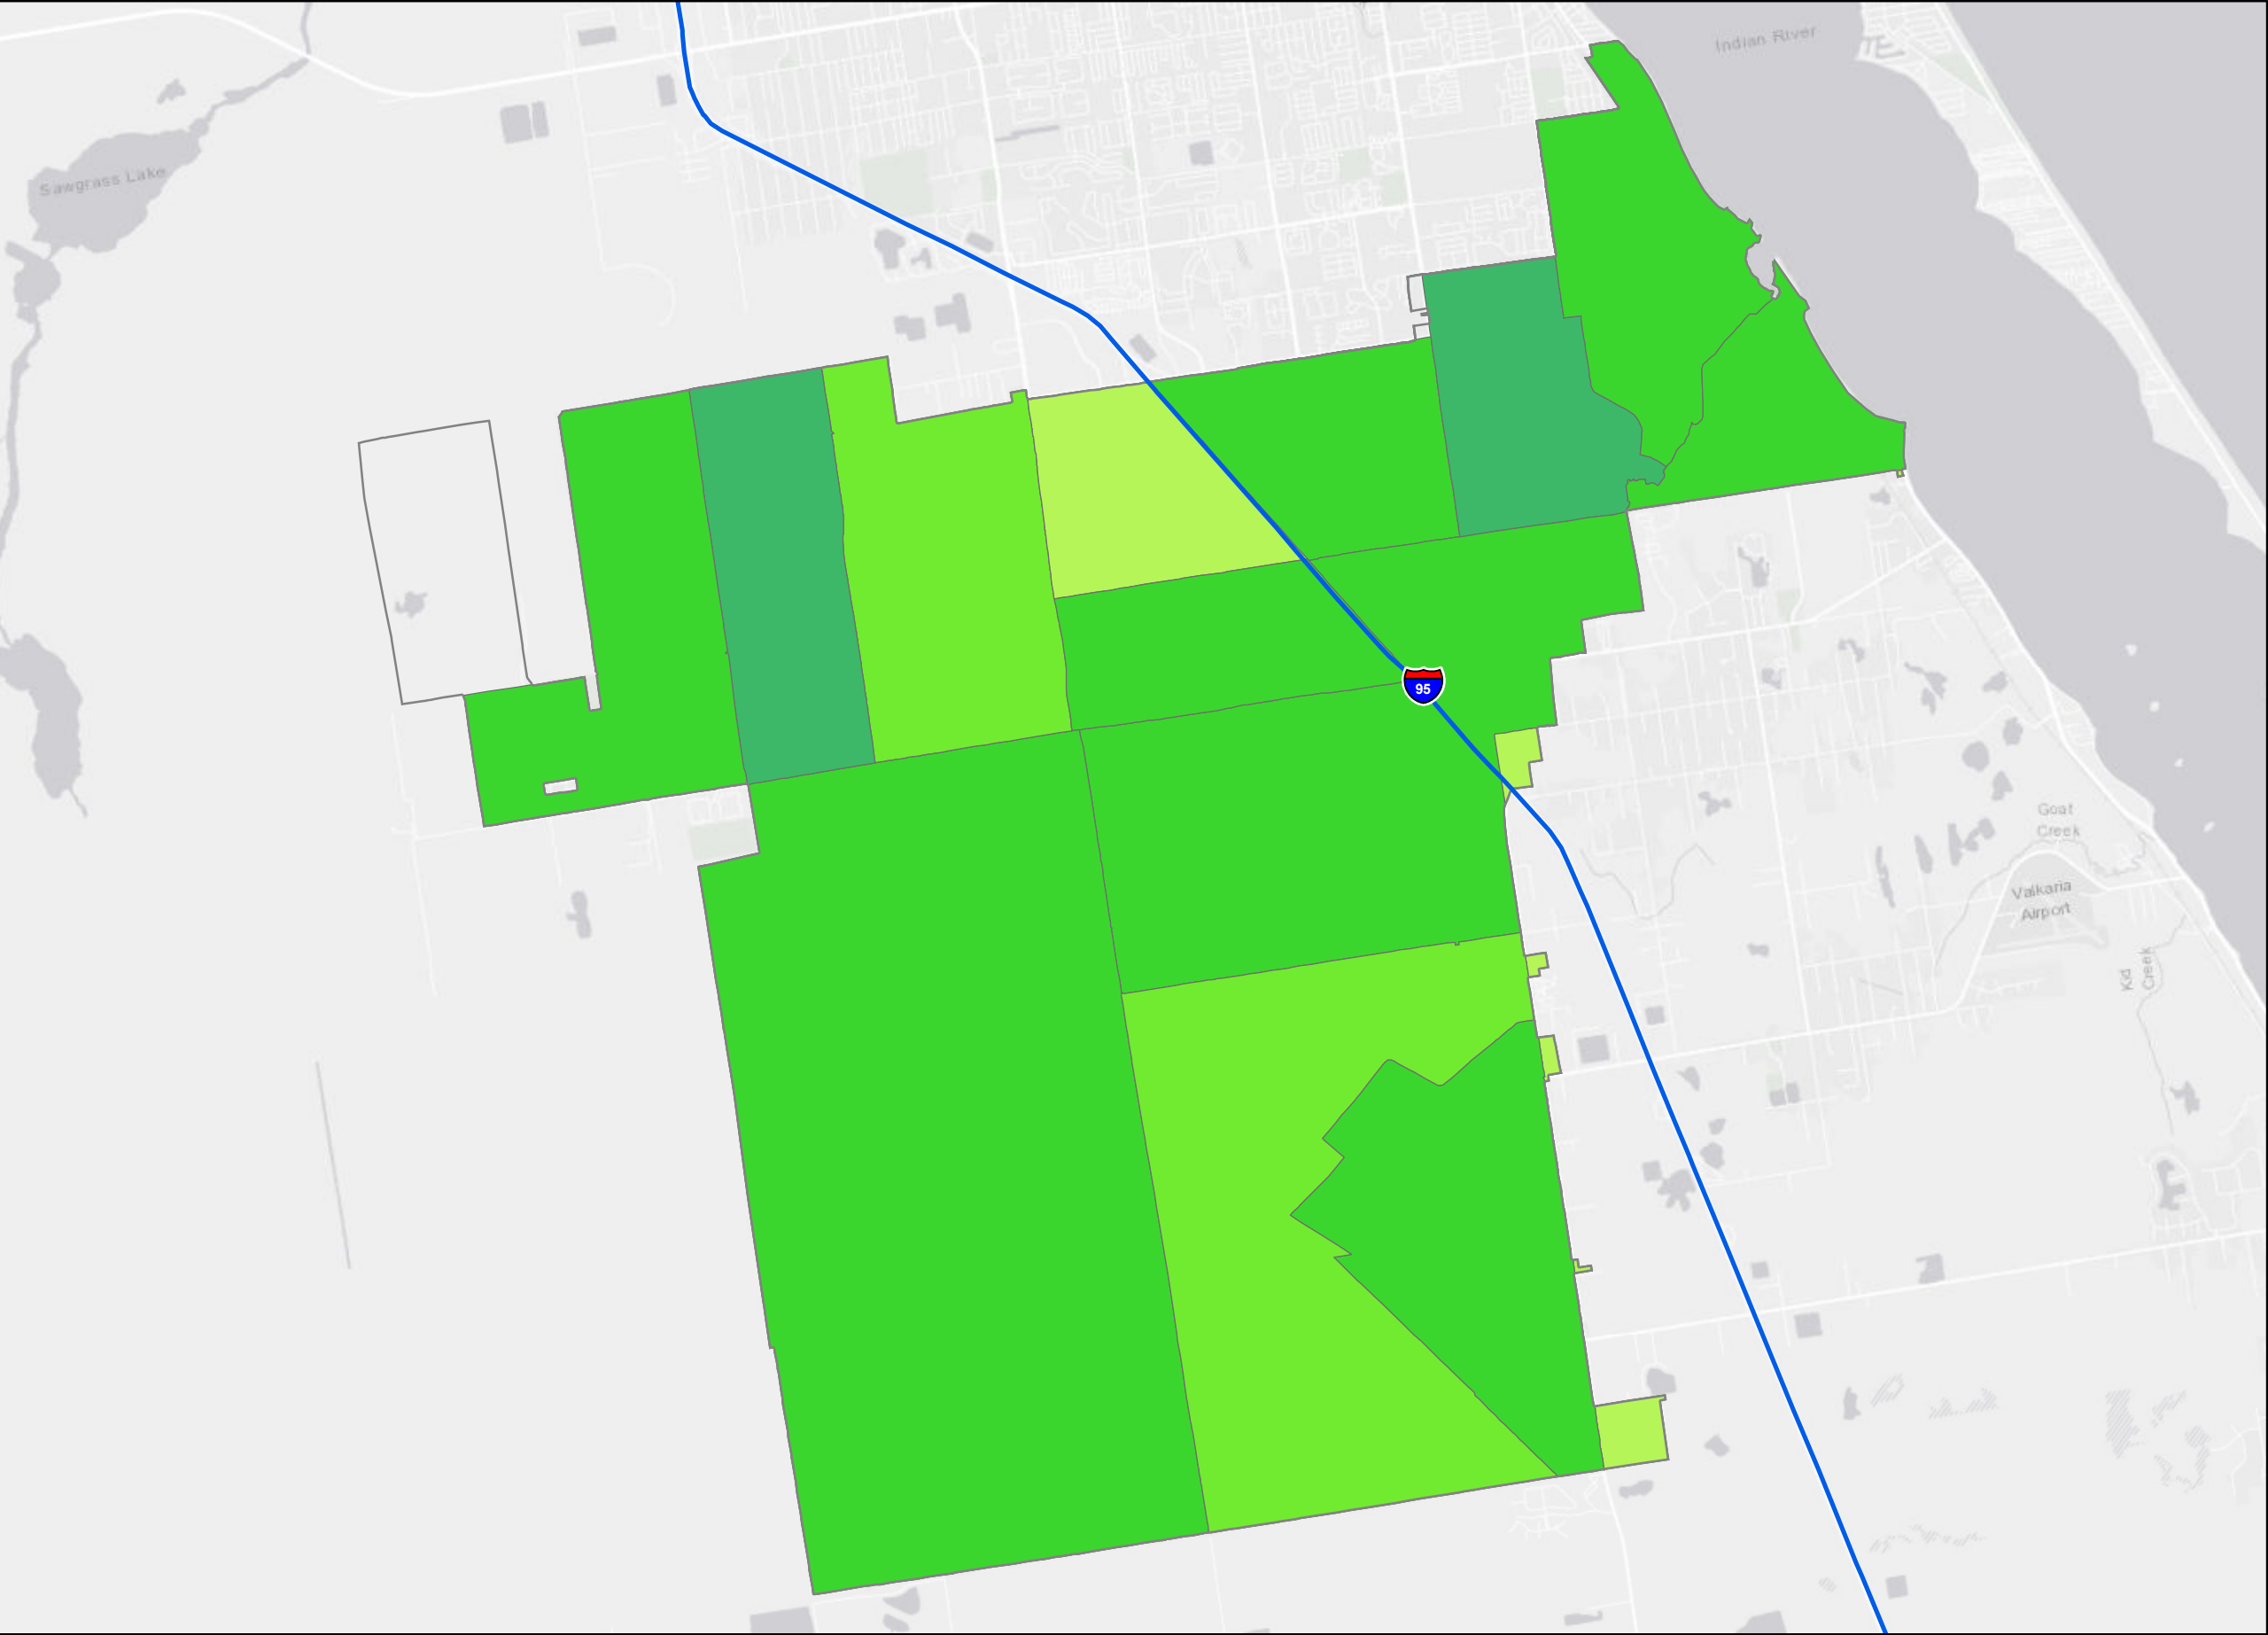 Indian River
Sawgrass Lake
95
Goat
Creek
Valkaria
Airport
Kid
Creek